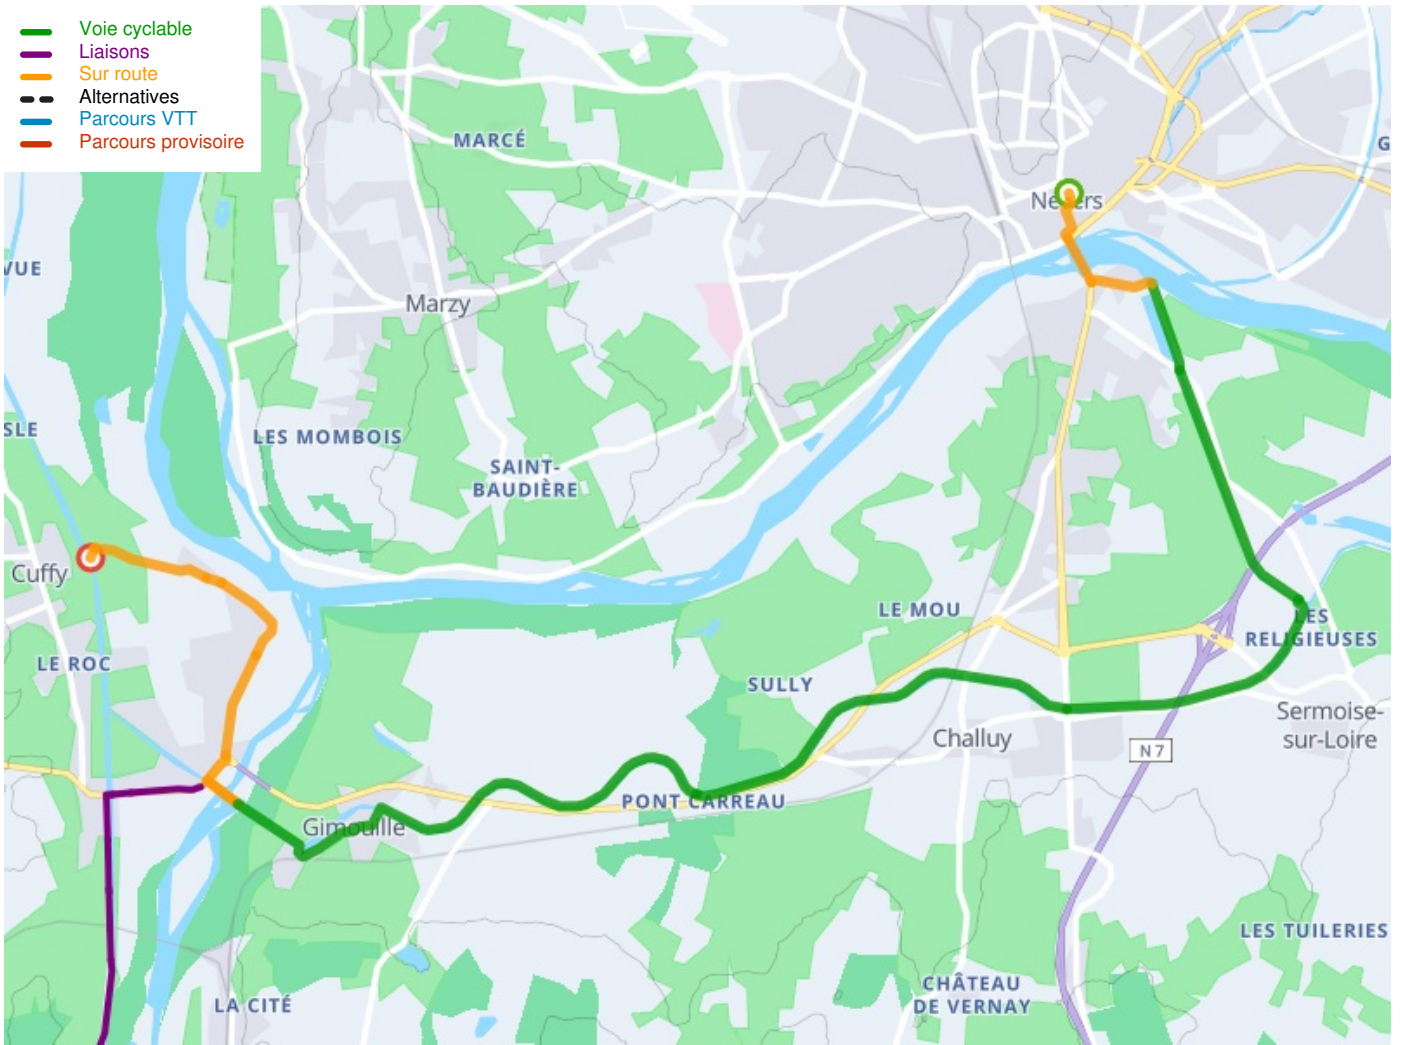 Voie cyclable
Liaisons
Sur route
Alternatives
Parcours VTT
Parcours provisoire
MARCÉ
G
Nevers
VUE
Marzy
SLE
LES MOMBOIS
SAINT-
BAUDIÈRE
Cuffy
LE MOU
LES
RELIGIEUSES
LE ROC
SULLY
Sermoise-
sur-Loire
Challuy
N 7
PONT CARREAU
Gimouille
LES TUILERIES
CHÂTEAU
DE VERNAY
LA CITÉ